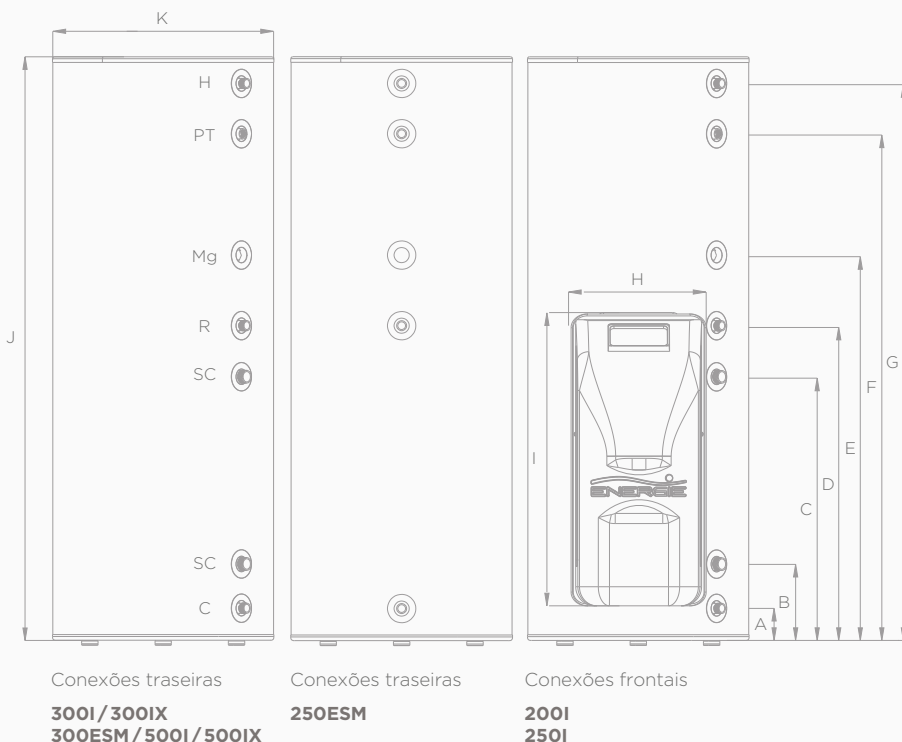 K
H
PT
Mg
R
SC
SC
C
J
H
I
ENERGIE
A
B
C
D
E
F
G
Conexões traseiras
300I / 300IX
300ESM / 500I / 500IX
Conexões traseiras
250ESM
Conexões frontais
200I
250I